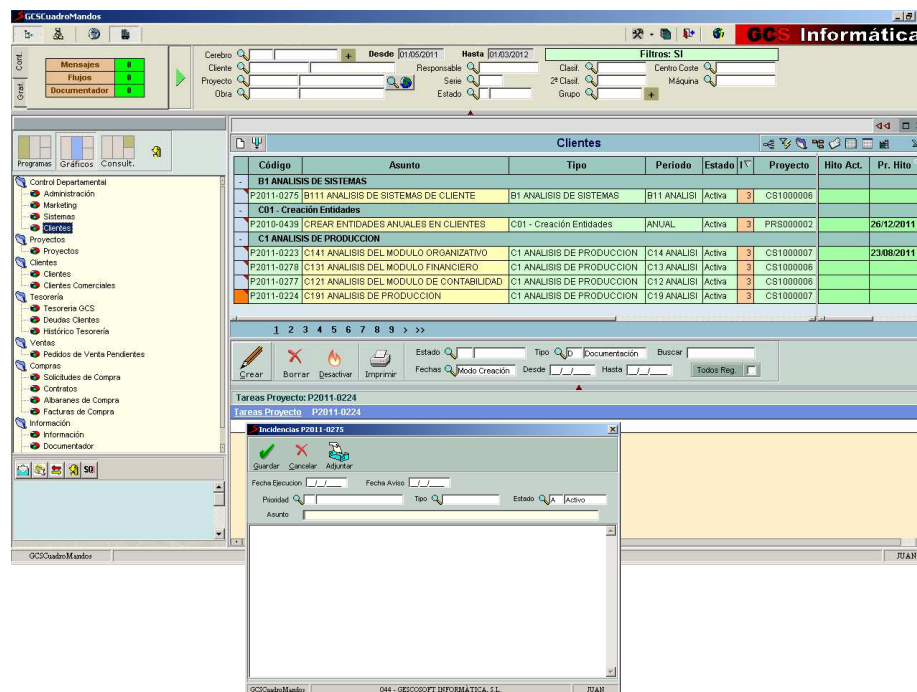 GCSCuadroMandos
GCS Informática
Cont.
Graf.
Mensajes 0
Flujos 0
Documentador 0
Cerebro Desde 01/05/2011 Hasta 01/03/2012 Filtros: SI
Cliente Responsable Clasif. Centro Coste
Proyecto Serie 2ª Clasif. Máquina
Obra Estado Grupo
Programas Gráficos Consult.
Control Departamental
Administración
Marketing
Sistemas
Clientes
Proyectos
Proyectos
Clientes
Clientes
Clientes Comerciales
Tesorería
Tesoreria GCS
Deudas Clientes
Histórico Tesorería
Ventas
Pedidos de Venta Pendientes
Compras
Solicitudes de Compra
Contratos
Albaranes de Compra
Facturas de Compra
Información
Información
Documentador
Clientes
Código Asunto Tipo Periodo Estado Proyecto Hito Act. Pr. Hito
- B1 ANALISIS DE SISTEMAS
P2011-0275 B111 ANALISIS DE SISTEMAS DE CLIENTE B1 ANALISIS DE SISTEMAS B11 ANALISI Activa 3 CS1000006
- C01 - Creación Entidades
P2010-0439 CREAR ENTIDADES ANUALES EN CLIENTES C01 - Creación Entidades ANUAL Activa 3 PRS000002 26/12/2011
- C1 ANALISIS DE PRODUCCION
P2011-0223 C141 ANALISIS DEL MODULO ORGANIZATIVO C1 ANALISIS DE PRODUCCION C14 ANALISI Activa 3 CS1000007 23/08/2011
P2011-0278 C131 ANALISIS DEL MODULO FINANCIERO C1 ANALISIS DE PRODUCCION C13 ANALISI Activa 3 CS1000006
P2011-0277 C121 ANALISIS DEL MODULO DE CONTABILIDAD C1 ANALISIS DE PRODUCCION C12 ANALISI Activa 3 CS1000006
P2011-0224 C191 ANALISIS DE PRODUCCION C1 ANALISIS DE PRODUCCION C19 ANALISI Activa 3 CS1000007
1 2 3 4 5 6 7 8 9 > >>
Crear Borrar Desactivar Imprimir
Estado Tipo D Documentación Buscar
Fechas Modo Creación Desde _/_/___ Hasta _/_/___ Todos Reg.
Tareas Proyecto: P2011-0224
Tareas Proyecto P2011-0224
Incidencias P2011-0275
Guardar Cancelar Adjuntar
Fecha Ejecucion _/_/___ Fecha Aviso _/_/___
Prioridad Tipo Estado A Activo
Asunto
GCSCuadroMandos JUAN
GCSCuadroMandos 044 - GESCOSOFT INFORMÁTICA, S.L. JUAN